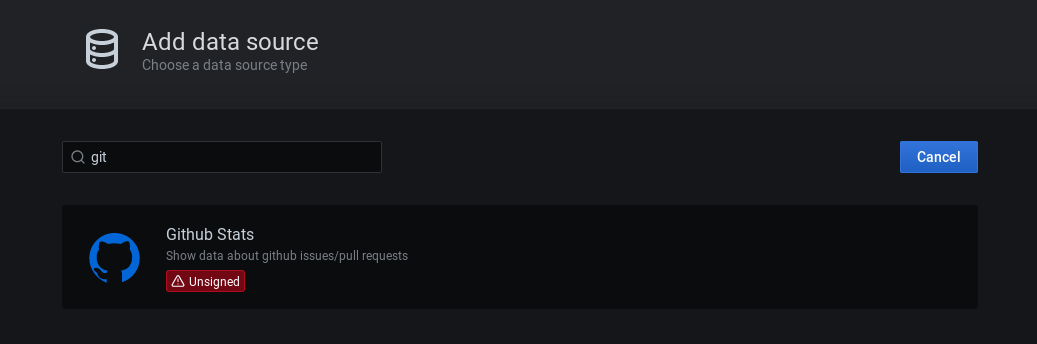 Add data source
Choose a data source type
git
Cancel
Github Stats
Show data about github issues/pull requests
Unsigned